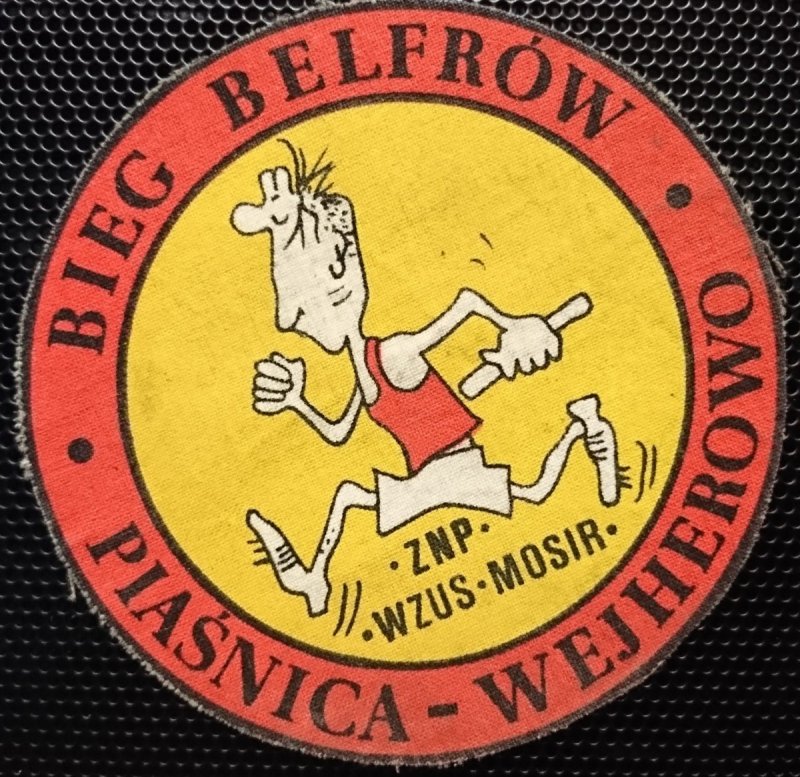 BIEG BELFRÓW
PIAŚNICA - WEJHEROWO
·ZNP·
·WZUS·MOSIR·